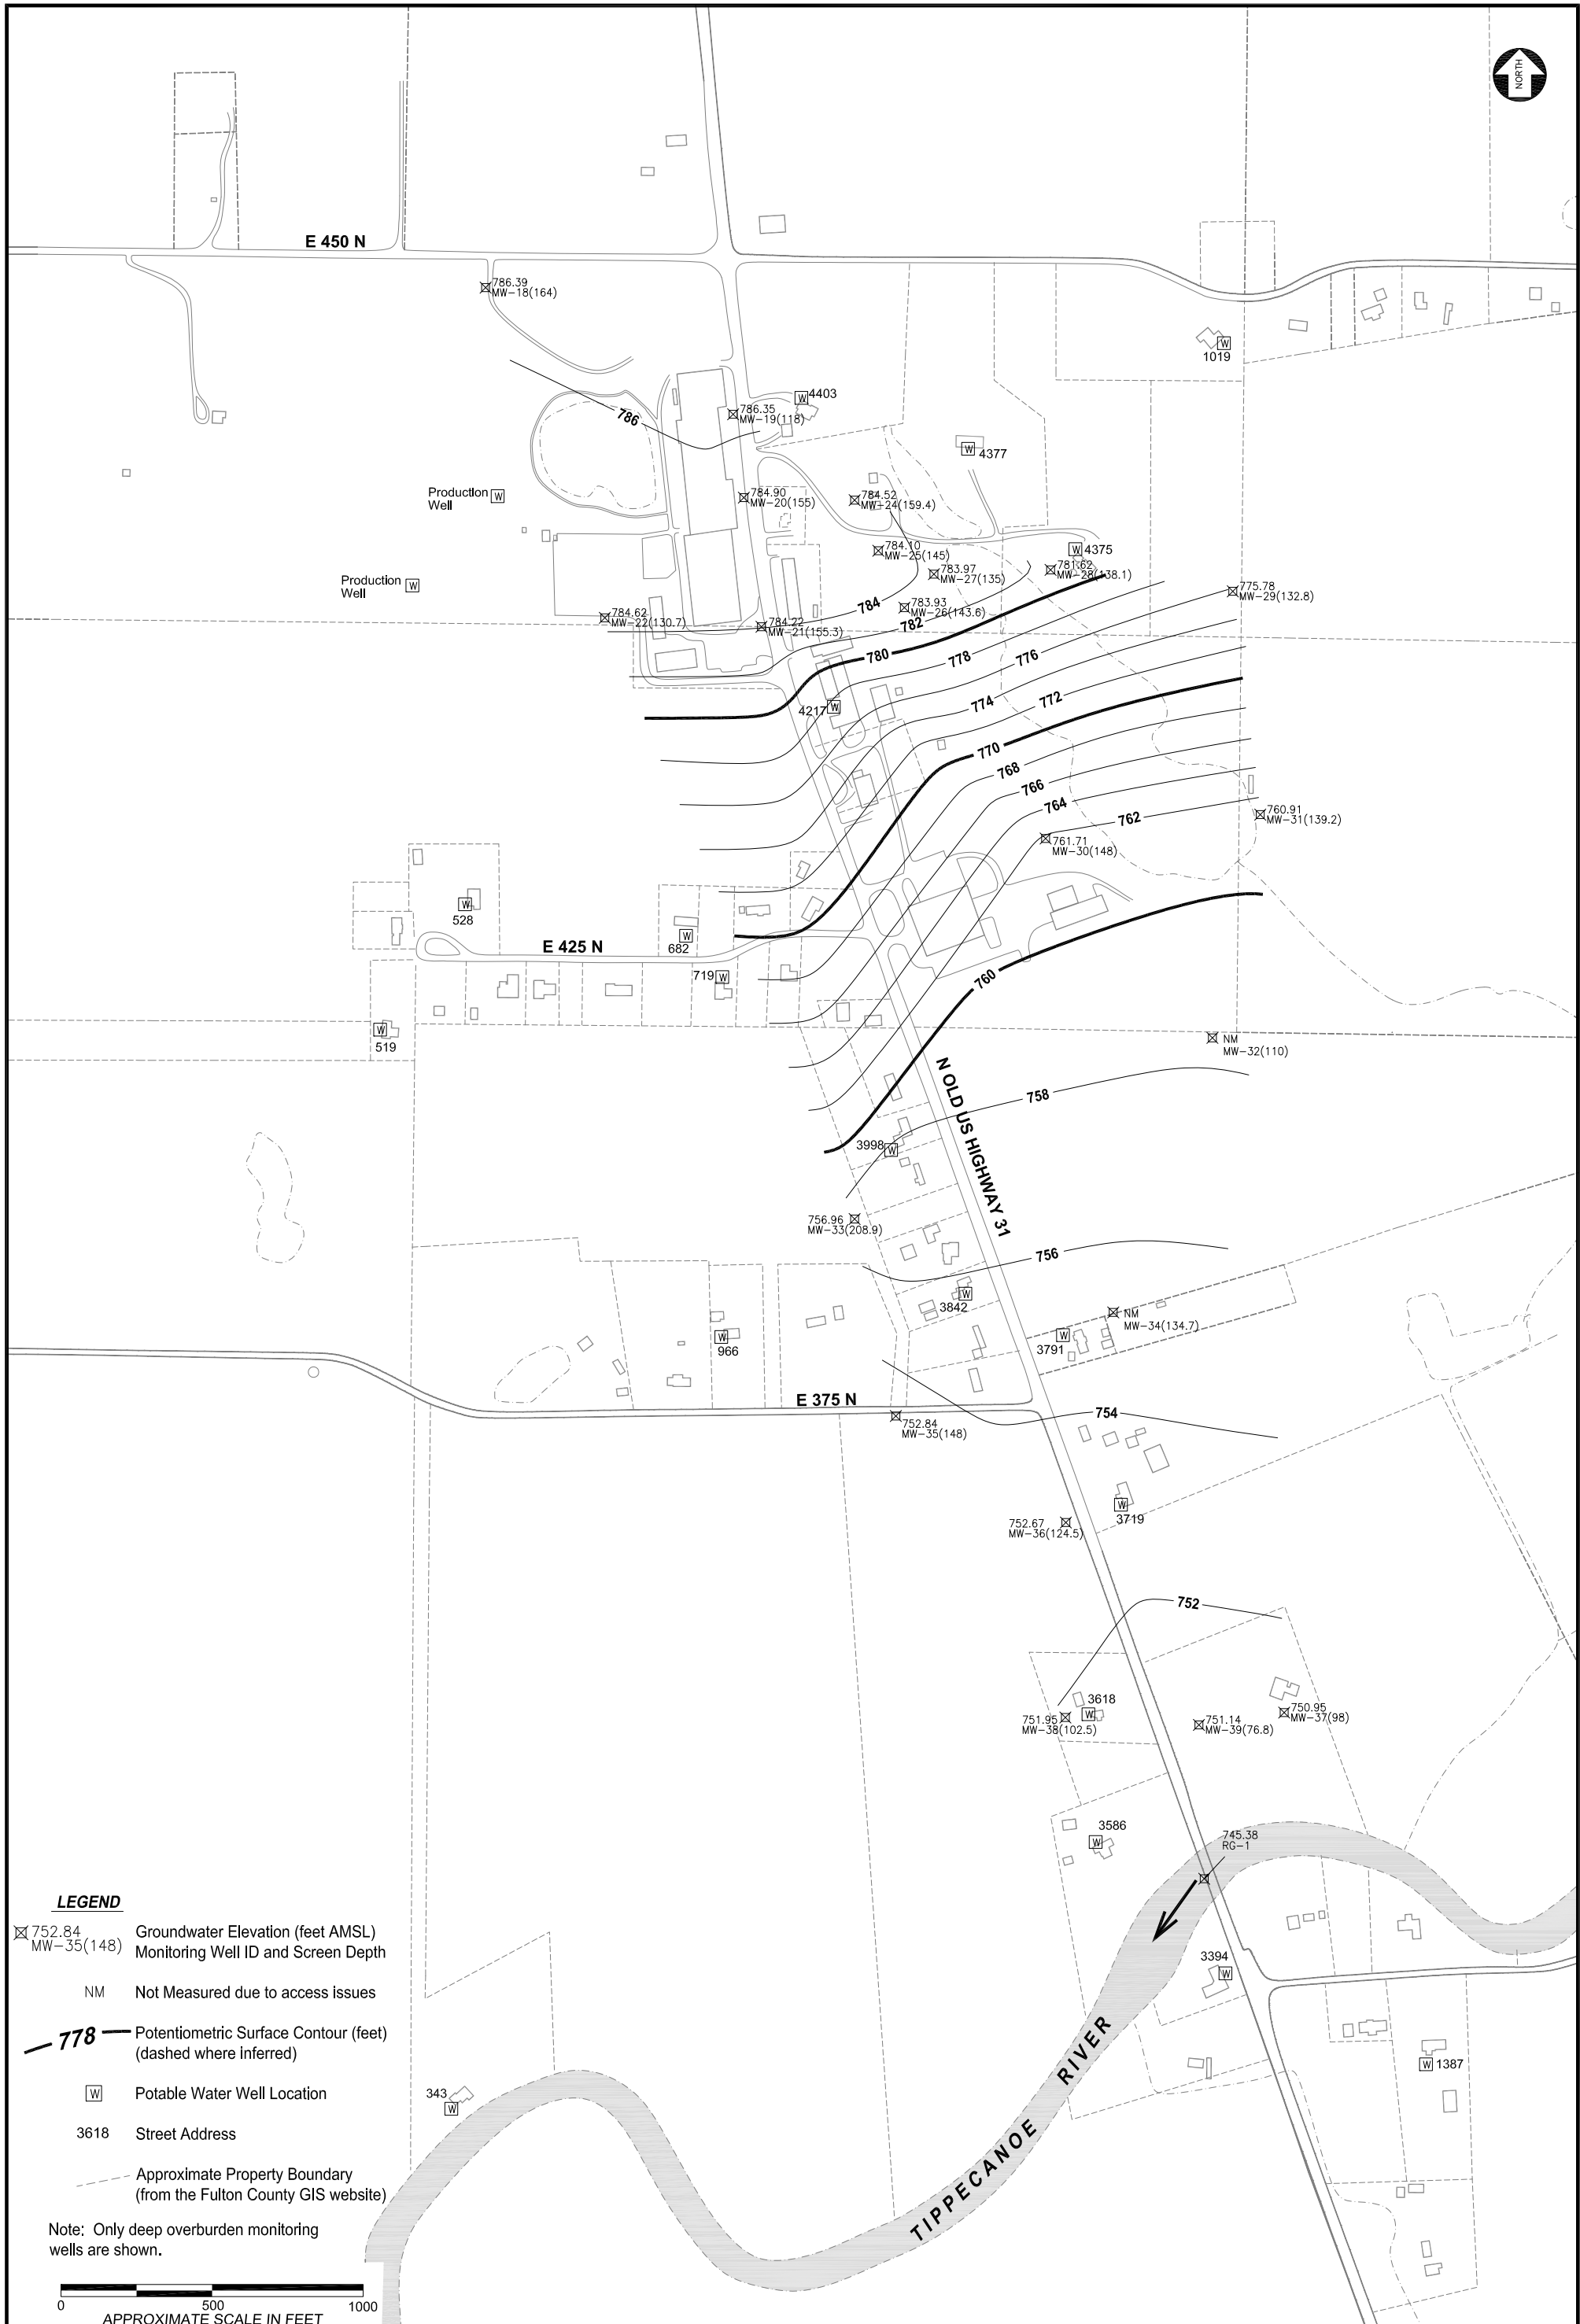 NORTH
E 450 N
786.39
MW-18(164)
1019
4403
786.35
MW-19(118)
786
4377
Production
Well
W
784.90
MW-20(155)
784.52
MW-24(159.4)
784.10
MW-25(145)
W 4375
783.97
MW-27(135)
781.62
MW-28(138.1)
Production
Well
W
775.78
MW-29(132.8)
784
783.93
MW-26(143.6)
784.62
MW-22(130.7)
784.22
MW-21(155.3)
782
780
778
776
774
772
4217 W
770
768
766
764
762
760.91
MW-31(139.2)
761.71
MW-30(148)
W
528
W
682
E 425 N
719 W
760
W
519
NM
MW-32(110)
N OLD US HIGHWAY 31
758
3998 W
756.96
MW-33(208.9)
756
W
3842
NM
MW-34(134.7)
W
3791
W
966
E 375 N
754
752.84
MW-35(148)
W
3719
752.67
MW-36(124.5)
752
3618
W
751.95
MW-38(102.5)
751.14
MW-39(76.8)
750.95
MW-37(98)
3586
W
745.38
RG-1
3394
W
W 1387
343
W
TIPPECANOE RIVER
LEGEND
752.84
MW-35(148)
Groundwater Elevation (feet AMSL)
Monitoring Well ID and Screen Depth
NM Not Measured due to access issues
778 Potentiometric Surface Contour (feet)
(dashed where inferred)
W Potable Water Well Location
3618 Street Address
Approximate Property Boundary
(from the Fulton County GIS website)
Note: Only deep overburden monitoring
wells are shown.
0 500 1000
APPROXIMATE SCALE IN FEET